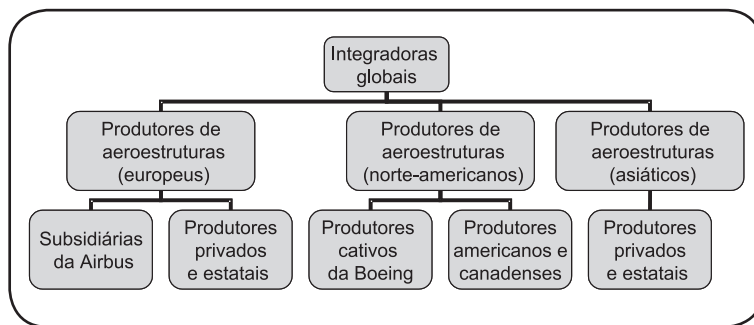 Integradoras
globais
Produtores de
aeroestruturas
(europeus)
Produtores de
aeroestruturas
(norte-americanos)
Produtores de
aeroestruturas
(asiáticos)
Subsidiárias
da Airbus
Produtores
privados
e estatais
Produtores
cativos
da Boeing
Produtores
americanos e
canadenses
Produtores
privados
e estatais